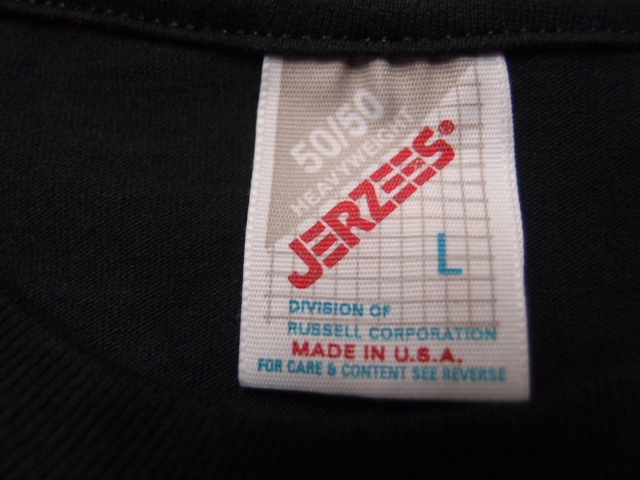 50/50
HEAVYWEIGHT
JERZEES®
L
DIVISION OF
RUSSELL CORPORATION
MADE IN U.S.A.
FOR CARE & CONTENT SEE REVERSE